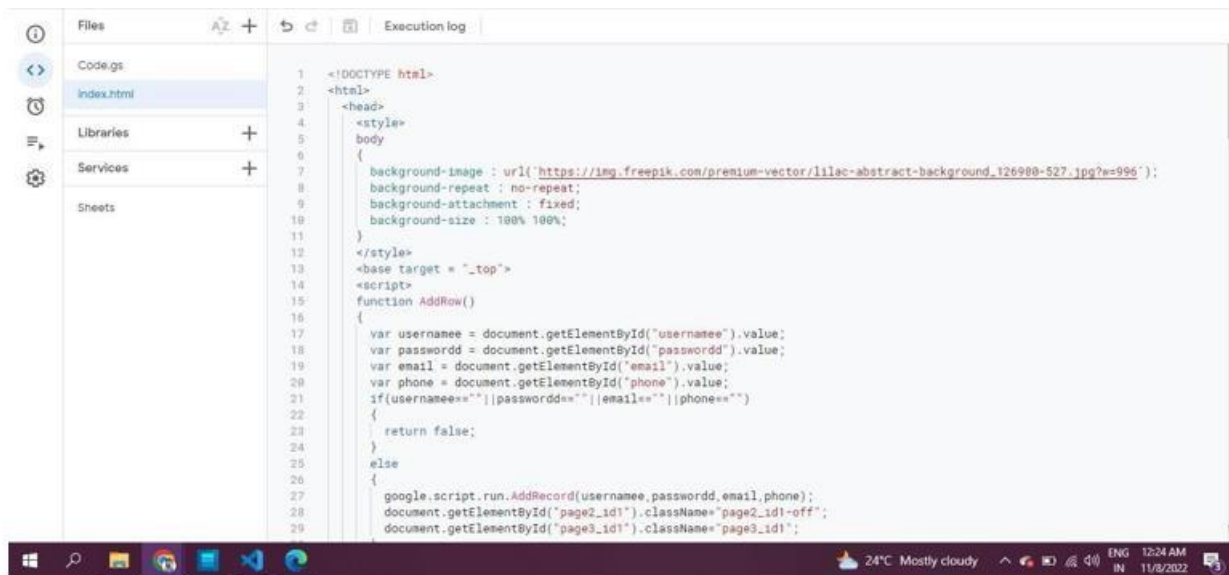 Files
Execution log
Code.gs
index.html
Libraries
Services
Sheets
1 <!DOCTYPE html>
2 <html>
3 <head>
4 <style>
5 body
6 {
7 background-image : url('https://img.freepik.com/premium-vector/lilac-abstract-background_126980-527.jpg?w=996');
8 background-repeat : no-repeat;
9 background-attachment : fixed;
10 background-size : 100% 100%;
11 }
12 </style>
13 <base target = "_top">
14 <script>
15 function AddRow()
16 {
17 var usernamee = document.getElementById("usernamee").value;
18 var passwordd = document.getElementById("passwordd").value;
19 var email = document.getElementById("email").value;
20 var phone = document.getElementById("phone").value;
21 if(usernamee==""||passwordd==""||email==""||phone=="")
22 {
23 return false;
24 }
25 else
26 {
27 google.script.run.AddRecord(usernamee,passwordd,email,phone);
28 document.getElementById("page2_id1").className="page2_id1-off";
29 document.getElementById("page3_id1").className="page3_id1";
24°C Mostly cloudy
ENG
IN
12:24 AM
11/8/2022